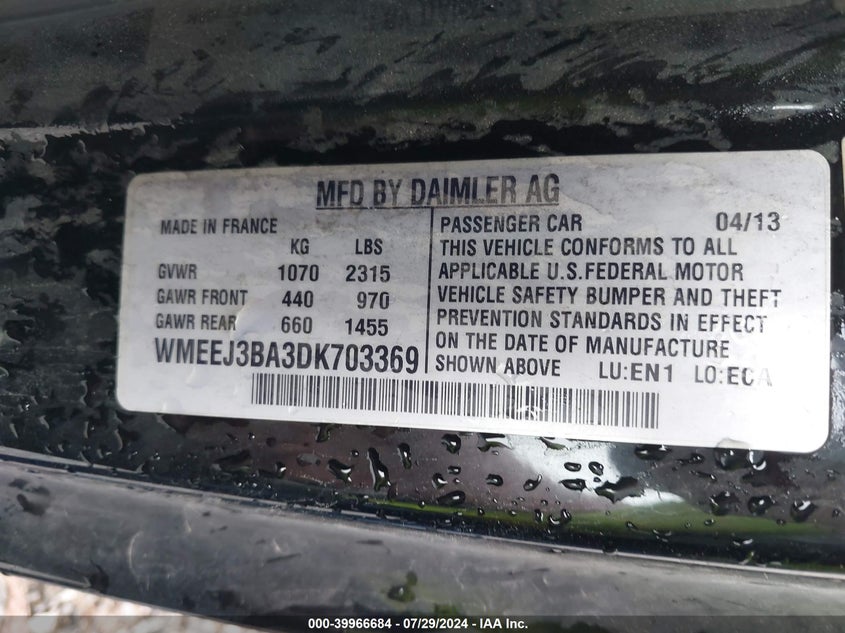 MFD BY DAIMLER AG
MADE IN FRANCE
KG LBS
GVWR 1070 2315
GAWR FRONT 440 970
GAWR REAR 660 1455
WMEEJ3BA3DK703369
PASSENGER CAR 04/13
THIS VEHICLE CONFORMS TO ALL
APPLICABLE U.S.FEDERAL MOTOR
VEHICLE SAFETY BUMPER AND THEFT
PREVENTION STANDARDS IN EFFECT
ON THE DATE OF MANUFACTURE
SHOWN ABOVE LU:EN1 LO:ECA
000-39966684 - 07/29/2024 - IAA Inc.